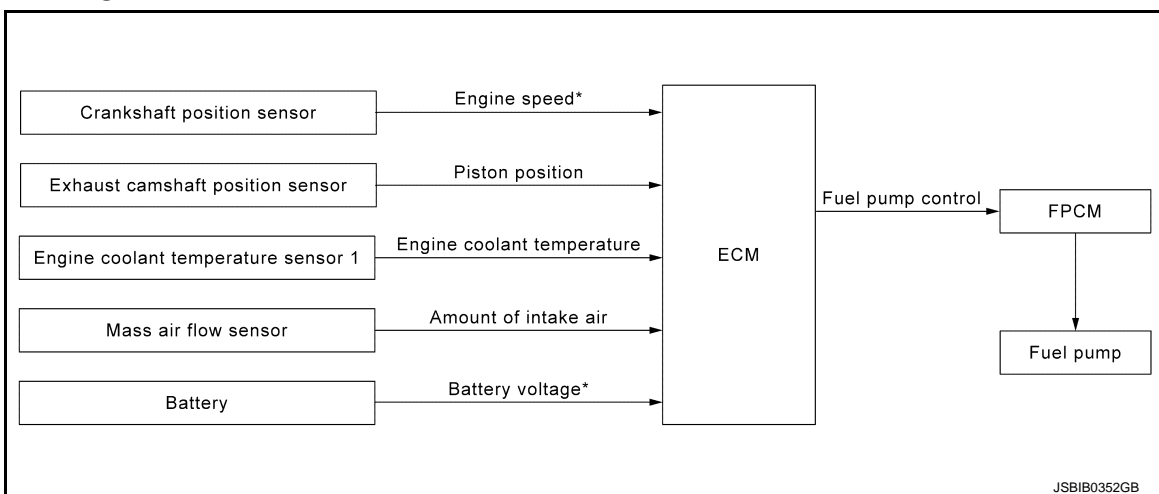 Crankshaft position sensor
Engine speed*
Exhaust camshaft position sensor
Piston position
Engine coolant temperature sensor 1
Engine coolant temperature
Mass air flow sensor
Amount of intake air
Battery
Battery voltage*
ECM
Fuel pump control
FPCM
Fuel pump
JSBIB0352GB